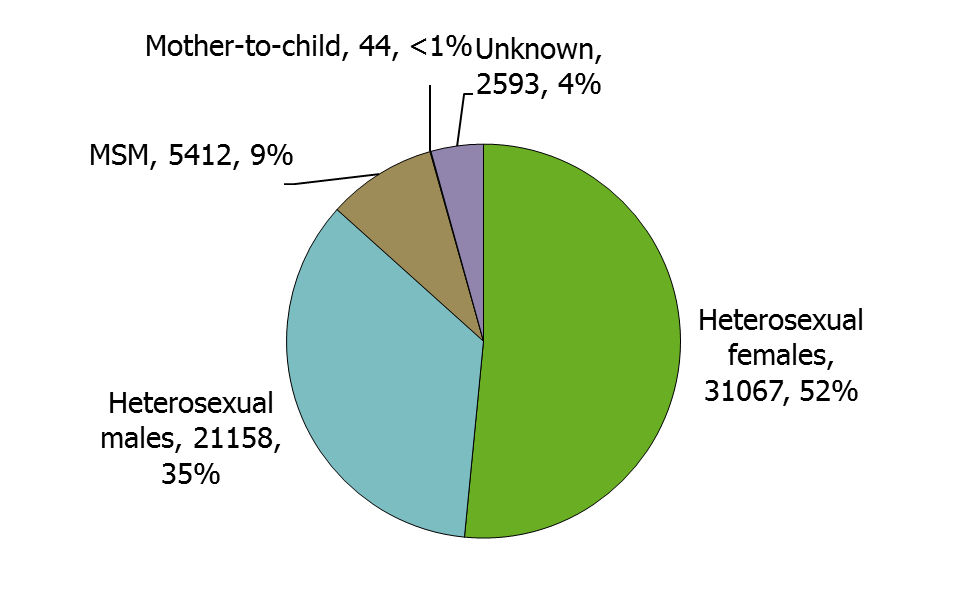 Mother-to-child, 44, <1%
Unknown,
2593, 4%
MSM, 5412, 9%
Heterosexual
females,
31067, 52%
Heterosexual
males, 21158,
35%